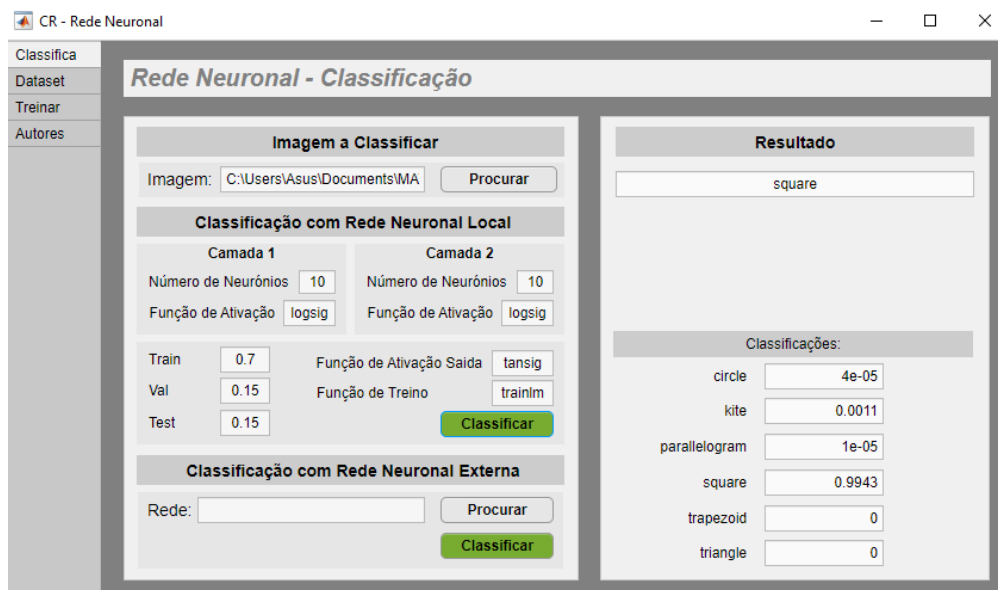 CR - Rede Neuronal
Classifica
Dataset
Treinar
Autores
Rede Neuronal - Classificação
Imagem a Classificar
Imagem: C:\Users\Asus\Documents\MA Procurar
Classificação com Rede Neuronal Local
Camada 1
Número de Neurónios 10
Função de Ativação logsig
Camada 2
Número de Neurónios 10
Função de Ativação logsig
Train 0.7
Val 0.15
Test 0.15
Função de Ativação Saida tansig
Função de Treino trainlm
Classificar
Classificação com Rede Neuronal Externa
Rede: Procurar
Classificar
Resultado
square
Classificações:
circle 4e-05
kite 0.0011
parallelogram 1e-05
square 0.9943
trapezoid 0
triangle 0